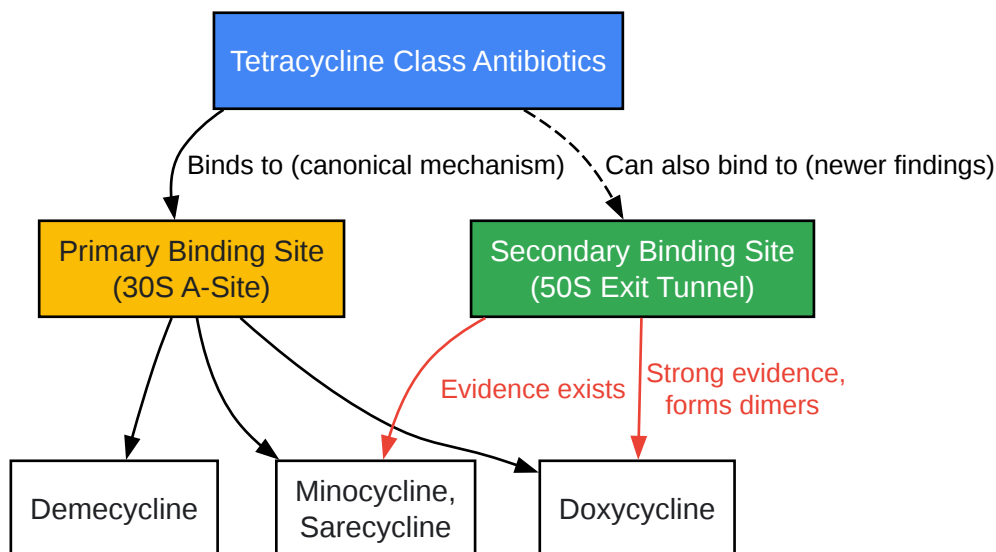 Tetracycline Class Antibiotics
Binds to (canonical mechanism)
Can also bind to (newer findings)
Primary Binding Site
(30S A-Site)
Secondary Binding Site
(50S Exit Tunnel)
Evidence exists
Strong evidence,
forms dimers
Demecycline
Minocycline,
Sarecycline
Doxycycline